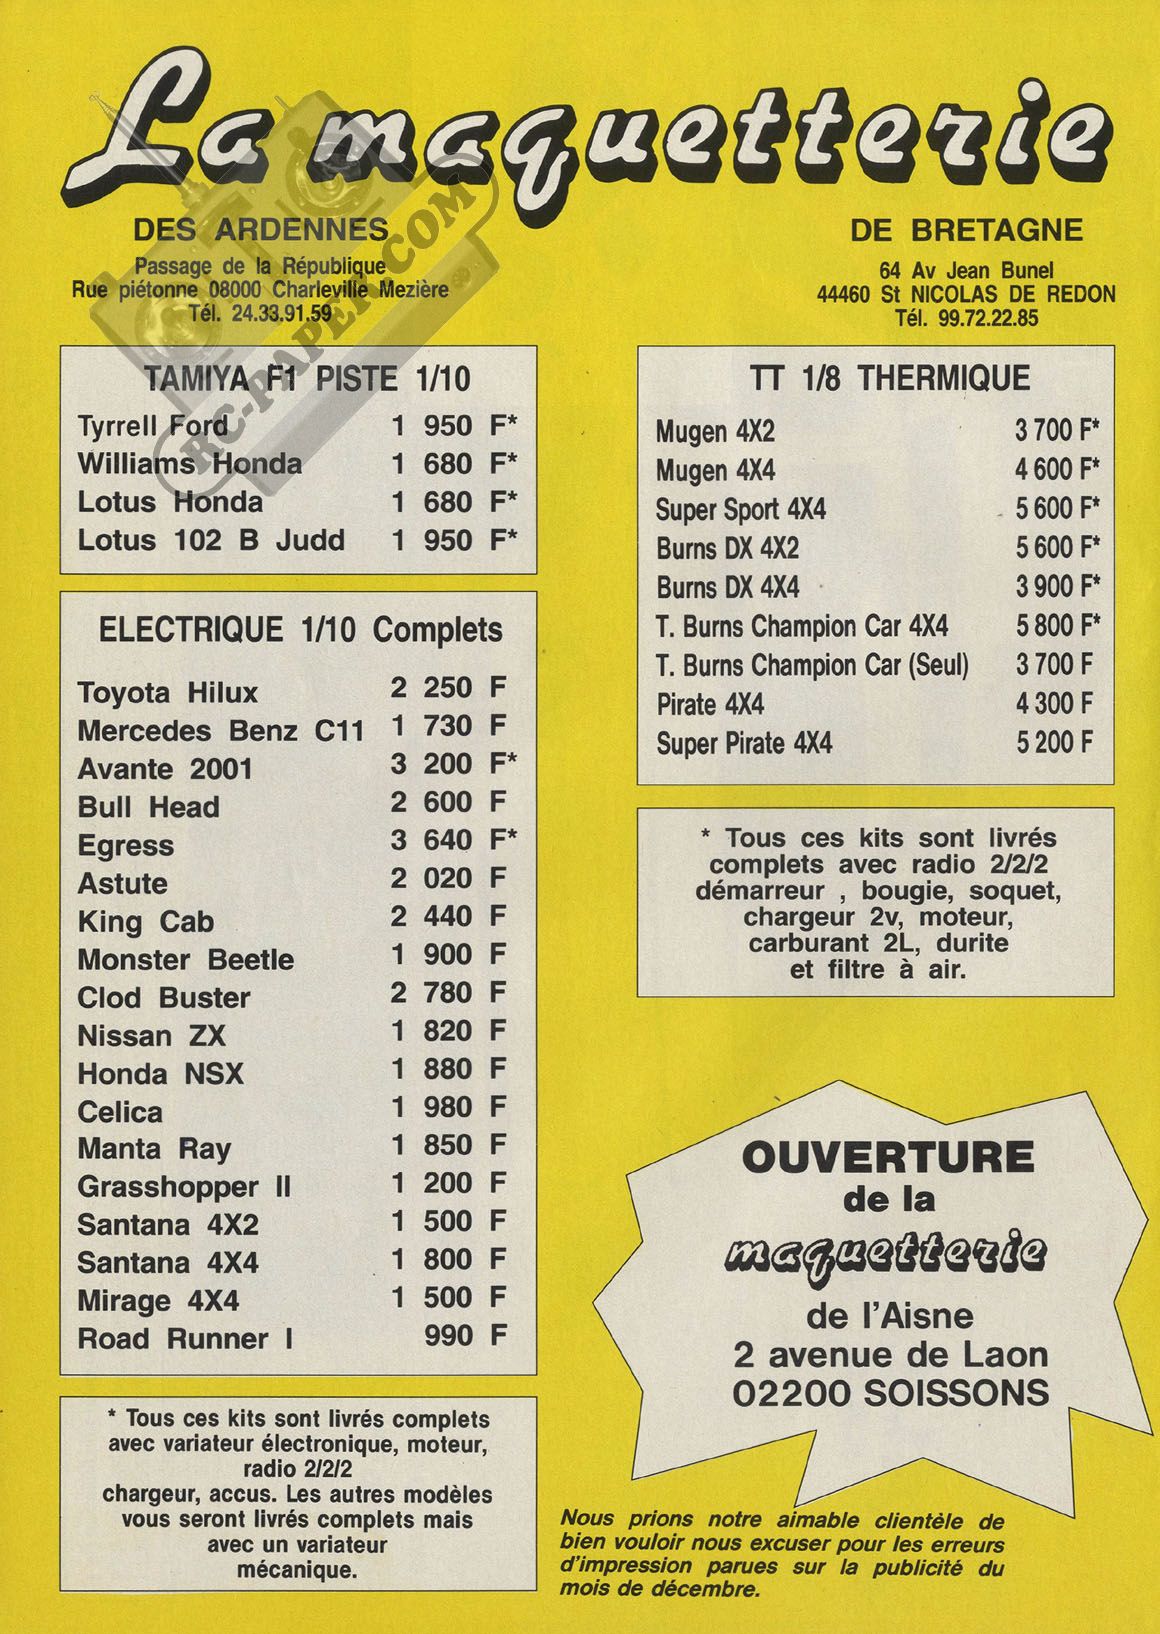 La maquetterie
DES ARDENNES
Passage de la République
Rue piétonne 08000 Charleville Mezière
Tél. 24.33.91.59
DE BRETAGNE
64 Av Jean Bunel
44460 St NICOLAS DE REDON
Tél. 99.72.22.85
RC-PAPER.COM
TAMIYA F1 PISTE 1/10
Tyrrell Ford 1 950 F*
Williams Honda 1 680 F*
Lotus Honda 1 680 F*
Lotus 102 B Judd 1 950 F*
ELECTRIQUE 1/10 Complets
Toyota Hilux 2 250 F
Mercedes Benz C11 1 730 F
Avante 2001 3 200 F*
Bull Head 2 600 F
Egress 3 640 F*
Astute 2 020 F
King Cab 2 440 F
Monster Beetle 1 900 F
Clod Buster 2 780 F
Nissan ZX 1 820 F
Honda NSX 1 880 F
Celica 1 980 F
Manta Ray 1 850 F
Grasshopper II 1 200 F
Santana 4X2 1 500 F
Santana 4X4 1 800 F
Mirage 4X4 1 500 F
Road Runner I 990 F
* Tous ces kits sont livrés complets
avec variateur électronique, moteur,
radio 2/2/2
chargeur, accus. Les autres modèles
vous seront livrés complets mais
avec un variateur
mécanique.
TT 1/8 THERMIQUE
Mugen 4X2 3 700 F*
Mugen 4X4 4 600 F*
Super Sport 4X4 5 600 F*
Burns DX 4X2 5 600 F*
Burns DX 4X4 3 900 F*
T. Burns Champion Car 4X4 5 800 F*
T. Burns Champion Car (Seul) 3 700 F
Pirate 4X4 4 300 F
Super Pirate 4X4 5 200 F
* Tous ces kits sont livrés
complets avec radio 2/2/2
démarreur , bougie, soquet,
chargeur 2v, moteur,
carburant 2L, durite
et filtre à air.
OUVERTURE
de la
maquetterie
de l'Aisne
2 avenue de Laon
02200 SOISSONS
Nous prions notre aimable clientèle de
bien vouloir nous excuser pour les erreurs
d'impression parues sur la publicité du
mois de décembre.